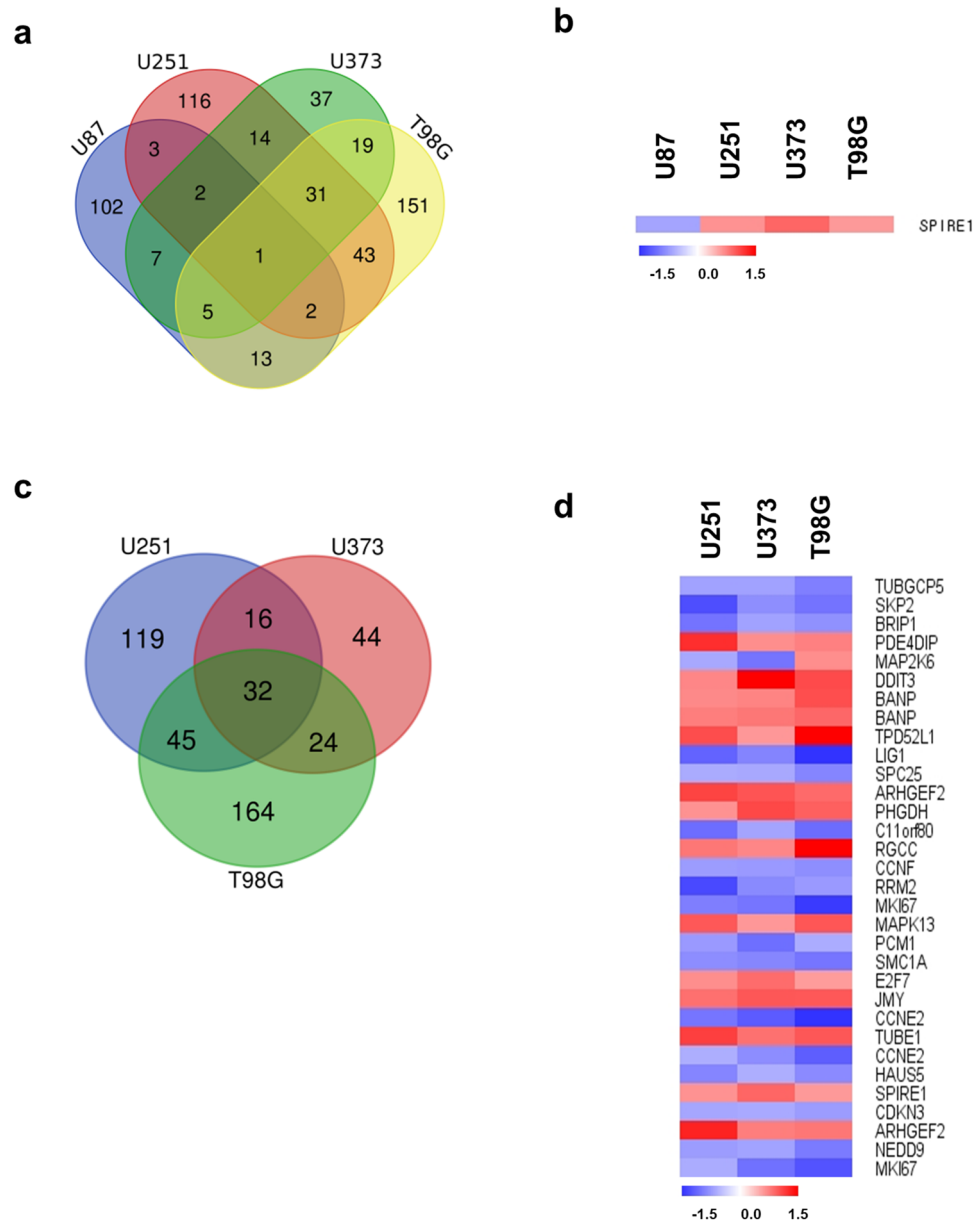 a
U251
U373
U87
T98G
116
37
3
14
19
102
2
31
151
7
1
43
5
2
13
b
U87
U251
U373
T98G
SPIRE1
-1.5 0.0 1.5
c
U251
U373
119
16
44
32
45
24
164
T98G
d
U251
U373
T98G
TUBGCP5
SKP2
BRIP1
PDE4DIP
MAP2K6
DDIT3
BANP
BANP
TPD52L1
LIG1
SPC25
ARHGEF2
PHGDH
C11orf80
RGCC
CCNF
RRM2
MKI67
MAPK13
PCM1
SMC1A
E2F7
JMY
CCNE2
TUBE1
CCNE2
HAUS5
SPIRE1
CDKN3
ARHGEF2
NEDD9
MKI67
-1.5 0.0 1.5